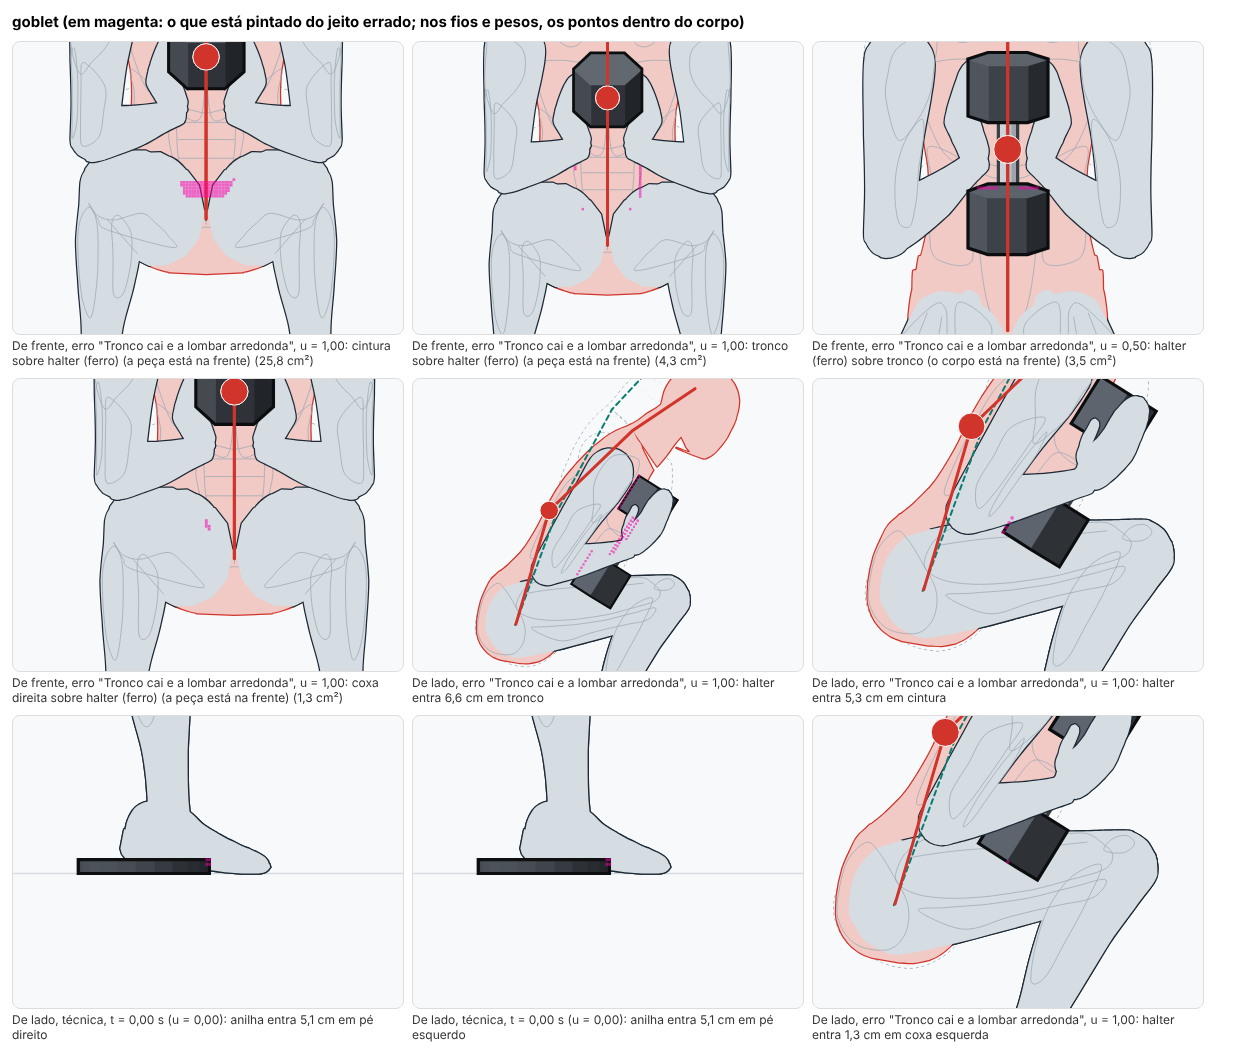 goblet (em magenta: o que está pintado do jeito errado; nos fios e pesos, os pontos dentro do corpo)
De frente, erro "Tronco cai e a lombar arredonda", u = 1,00: cintura
sobre halter (ferro) (a peça está na frente) (25,8 cm²)
De frente, erro "Tronco cai e a lombar arredonda", u = 1,00: tronco
sobre halter (ferro) (a peça está na frente) (4,3 cm²)
De frente, erro "Tronco cai e a lombar arredonda", u = 0,50: halter
(ferro) sobre tronco (o corpo está na frente) (3,5 cm²)
De frente, erro "Tronco cai e a lombar arredonda", u = 1,00: coxa
direita sobre halter (ferro) (a peça está na frente) (1,3 cm²)
De lado, erro "Tronco cai e a lombar arredonda", u = 1,00: halter
entra 6,6 cm em tronco
De lado, erro "Tronco cai e a lombar arredonda", u = 1,00: halter
entra 5,3 cm em cintura
De lado, técnica, t = 0,00 s (u = 0,00): anilha entra 5,1 cm em pé
direito
De lado, técnica, t = 0,00 s (u = 0,00): anilha entra 5,1 cm em pé
esquerdo
De lado, erro "Tronco cai e a lombar arredonda", u = 1,00: halter
entra 1,3 cm em coxa esquerda